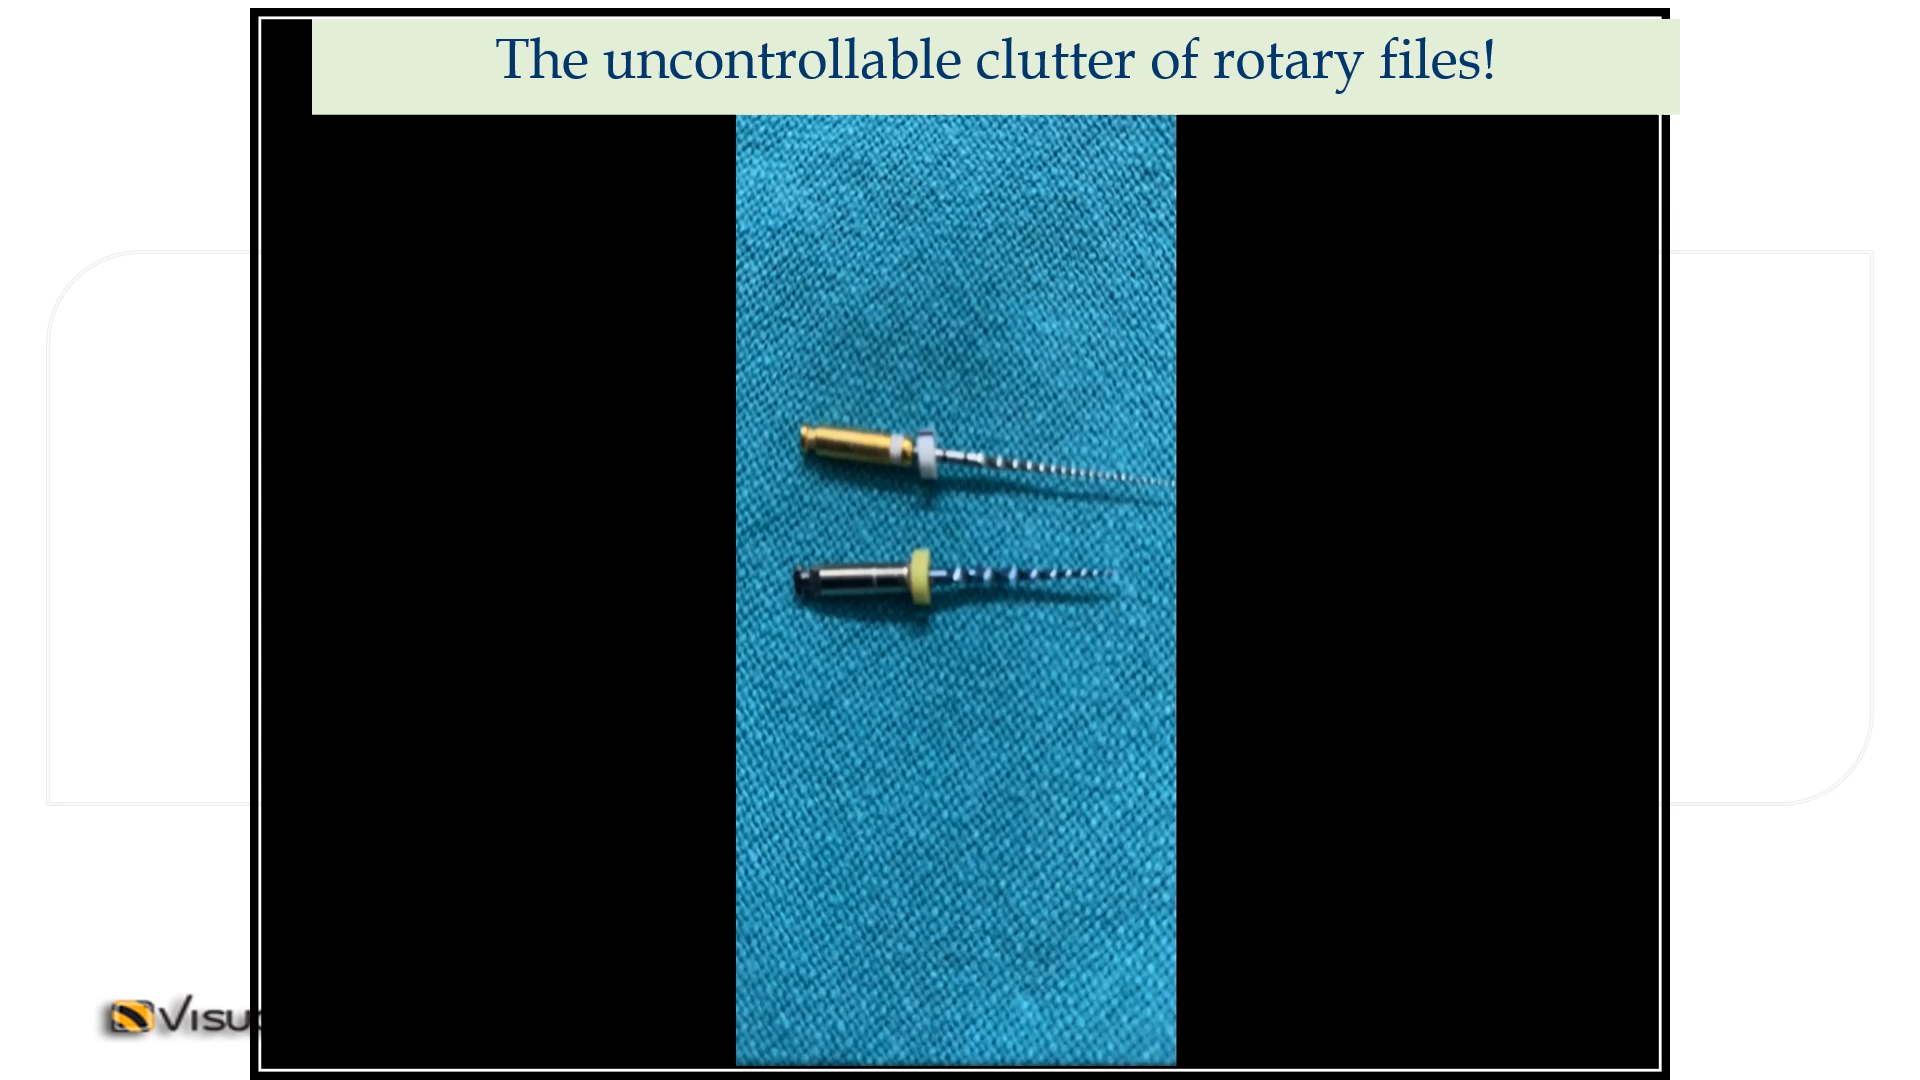 The uncontrollable clutter of rotary files!